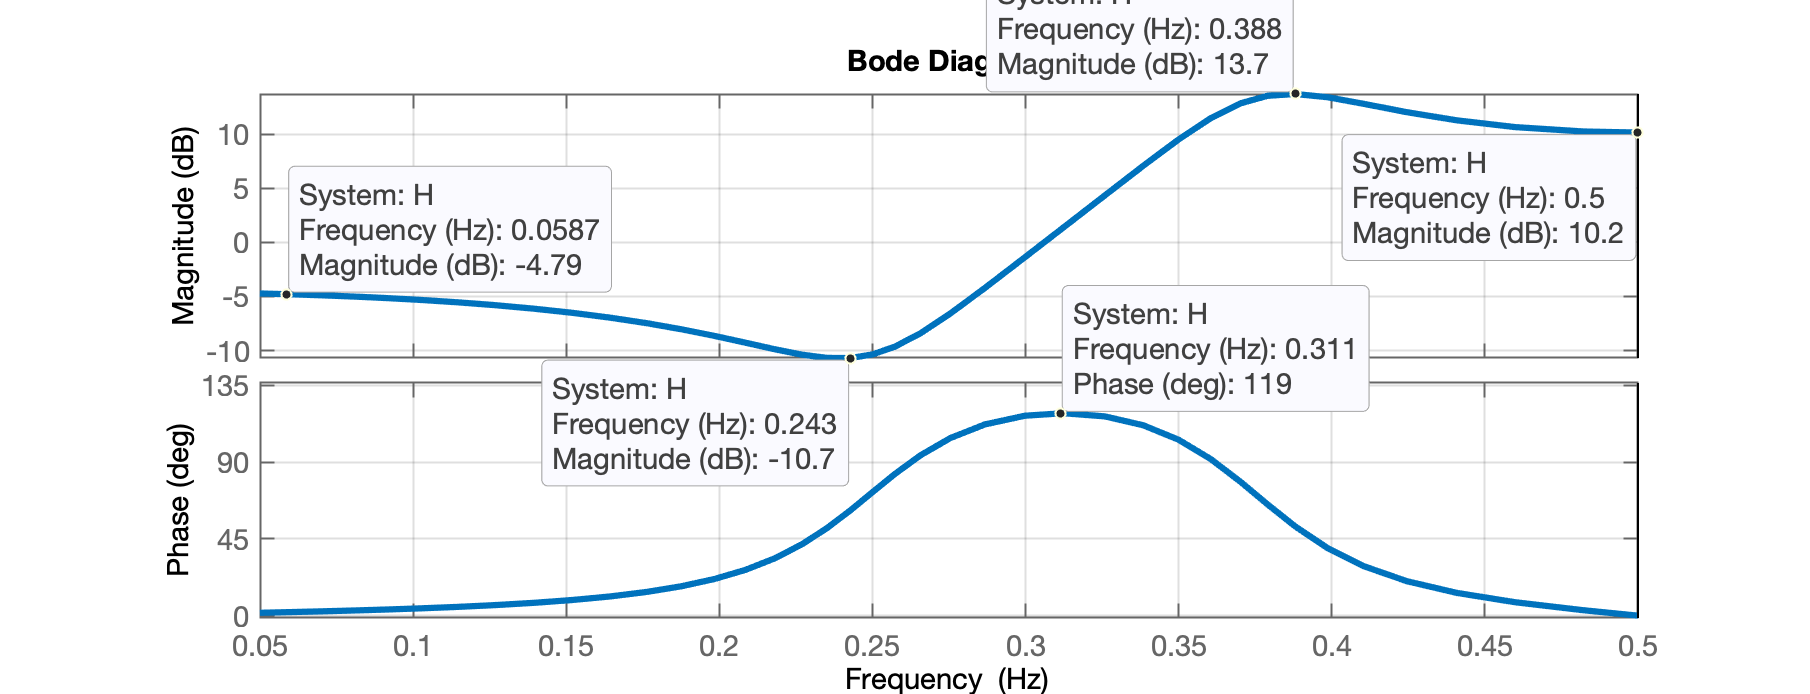 Frequency (Hz): 0.388
Magnitude (dB): 13.7
Bode Diag
Magnitude (dB)
10
5
0
-5
-10
System: H
Frequency (Hz): 0.0587
Magnitude (dB): -4.79
System: H
Frequency (Hz): 0.5
Magnitude (dB): 10.2
System: H
Frequency (Hz): 0.243
Magnitude (dB): -10.7
System: H
Frequency (Hz): 0.311
Phase (deg): 119
Phase (deg)
135
90
45
0
0.05 0.1 0.15 0.2 0.25 0.3 0.35 0.4 0.45 0.5
Frequency (Hz)